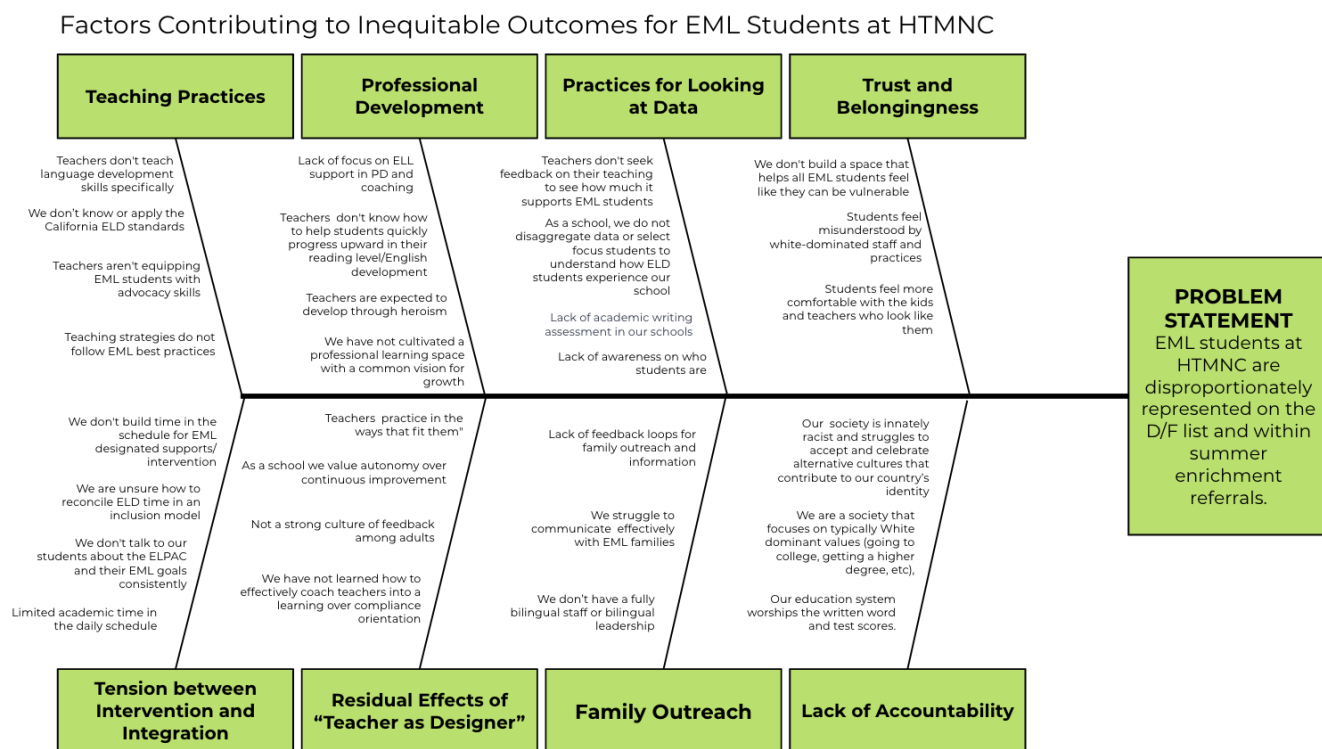 Factors Contributing to Inequitable Outcomes for EML Students at HTMNC
Teaching Practices
Professional
Development
Practices for Looking
at Data
Trust and
Belongingness
Teachers don't teach
language development
skills specifically
We don’t know or apply the
California ELD standards
Teachers aren't equipping
EML students with
advocacy skills
Teaching strategies do not
follow EML best practices
Lack of focus on ELL
support in PD and
coaching
Teachers  don't know how
to help students quickly
progress upward in their
reading level/English
development
Teachers are expected to
develop through heroism
We have not cultivated a
professional learning space
with a common vision for
growth
Teachers don't seek
feedback on their teaching
to see how much it
supports EML students
As a school, we do not
disaggregate data or select
focus students to
understand how ELD
students experience our
school
Lack of academic writing
assessment in our schools
Lack of awareness on who
students are
We don't build a space that
helps all EML students feel
like they can be vulnerable
Students feel
misunderstood by
white-dominated staff and
practices
Students feel more
comfortable with the kids
and teachers who look like
them
PROBLEM
STATEMENT
EML students at
HTMNC are
disproportionately
represented on the
D/F list and within
summer
enrichment
referrals.
We don't build time in the
schedule for EML
designated supports/
intervention
We are unsure how to
reconcile ELD time in an
inclusion model
We don't talk to our
students about the ELPAC
and their EML goals
consistently
Limited academic time in
the daily schedule
Teachers  practice in the
ways that fit them"
As a school we value autonomy over
continuous improvement
Not a strong culture of feedback
among adults
We have not learned how to
effectively coach teachers into a
learning over compliance
orientation
Lack of feedback loops for
family outreach and
information
We struggle to
communicate  effectively
with EML families
We don’t have a fully
bilingual staff or bilingual
leadership
Our  society is innately
racist and struggles to
accept and celebrate
alternative cultures that
contribute to our country’s
identity
We are a society that
focuses on typically White
dominant values (going to
college, getting a higher
degree, etc),
Our education system
worships the written word
and test scores.
Tension between
Intervention and
Integration
Residual Effects of
“Teacher as Designer”
Family Outreach
Lack of Accountability